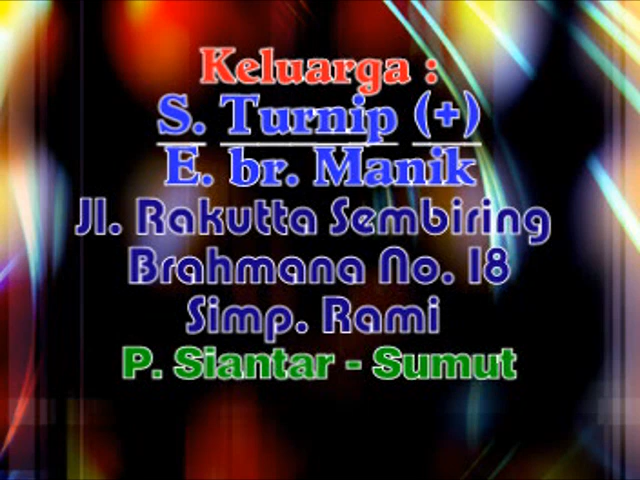 Keluarga :
S. Turnip (+)
E. br. Manik
Jl. Rakutta Sembiring
Brahmana No. 18
Simp. Rami
P. Siantar - Sumut